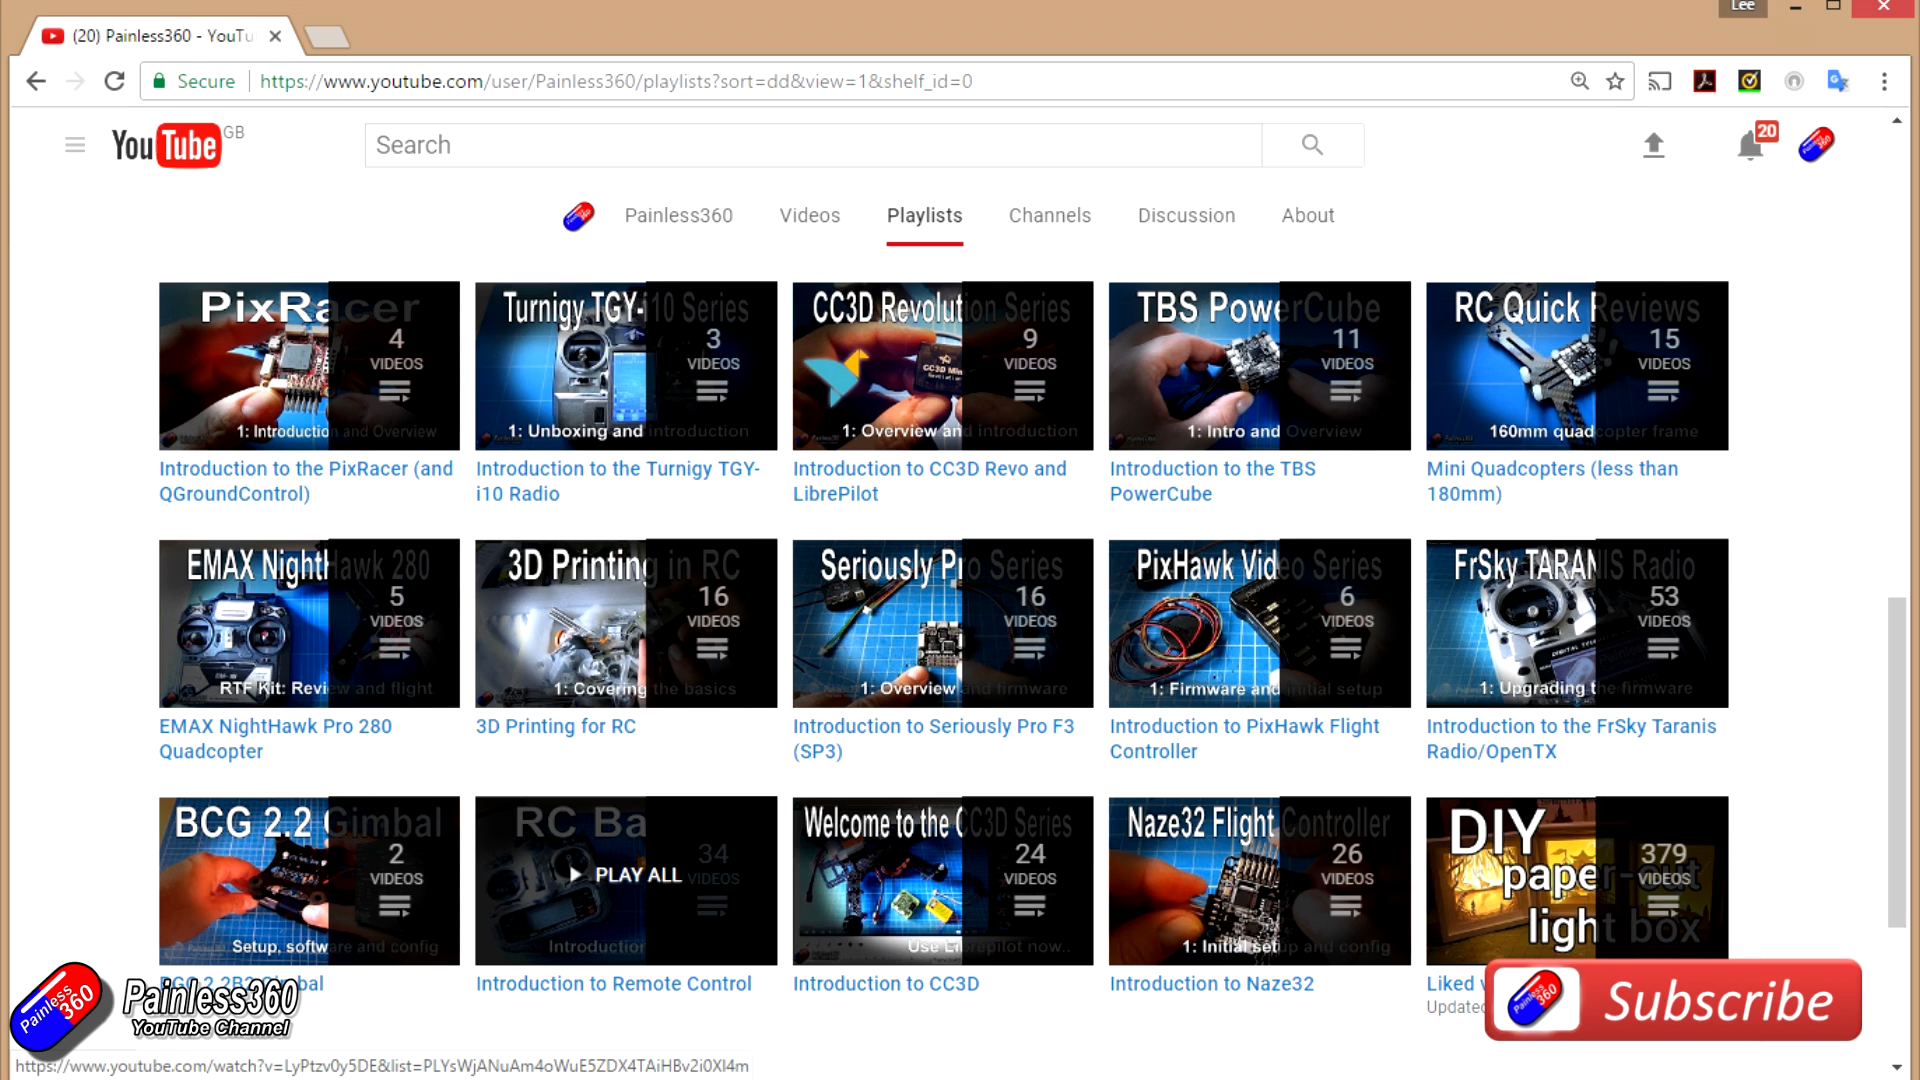 Lee
(20) Painless360 - YouTu
Secure
https://www.youtube.com/user/Painless360/playlists?sort=dd&view=1&shelf_id=0
YouTube GB
Search
20
Painless360 Videos Playlists Channels Discussion About
PixRacer
4
VIDEOS
1: Introduction and Overview
Introduction to the PixRacer (and
QGroundControl)
Turnigy TGY-i10 Series
3
VIDEOS
1: Unboxing and introduction
Introduction to the Turnigy TGY-
i10 Radio
CC3D Revolution Series
9
VIDEOS
1: Overview and introduction
Introduction to CC3D Revo and
LibrePilot
TBS PowerCube
11
VIDEOS
1: Intro and Overview
Introduction to the TBS
PowerCube
RC Quick Reviews
15
VIDEOS
160mm quadcopter frame
Mini Quadcopters (less than
180mm)
EMAX NightHawk 280
5
VIDEOS
RTF Kit: Review and flight
EMAX NightHawk Pro 280
Quadcopter
3D Printing in RC
16
VIDEOS
1: Covering the basics
3D Printing for RC
Seriously Pro Series
16
VIDEOS
1: Overview and firmware
Introduction to Seriously Pro F3
(SP3)
PixHawk Video Series
6
VIDEOS
1: Firmware and initial setup
Introduction to PixHawk Flight
Controller
FrSky TARANIS Radio
53
VIDEOS
1: Upgrading the firmware
Introduction to the FrSky Taranis
Radio/OpenTX
BCG 2.2 Gimbal
2
VIDEOS
Setup, software and config
BGC 2.2B2 Gimbal
RC Ba
34
VIDEOS
PLAY ALL
Introduction
Introduction to Remote Control
Welcome to the CC3D Series
24
VIDEOS
Use Librepilot now..
Introduction to CC3D
Naze32 Flight Controller
26
VIDEOS
1: Initial setup and config
Introduction to Naze32
DIY
paper-cut
light box
379
VIDEOS
Liked v
Updated
Painless360
Painless360
YouTube Channel
Subscribe
https://www.youtube.com/watch?v=LyPtzv0y5DE&list=PLYsWjANuAm4oWuE5ZDX4TAiHBv2i0Xl4m